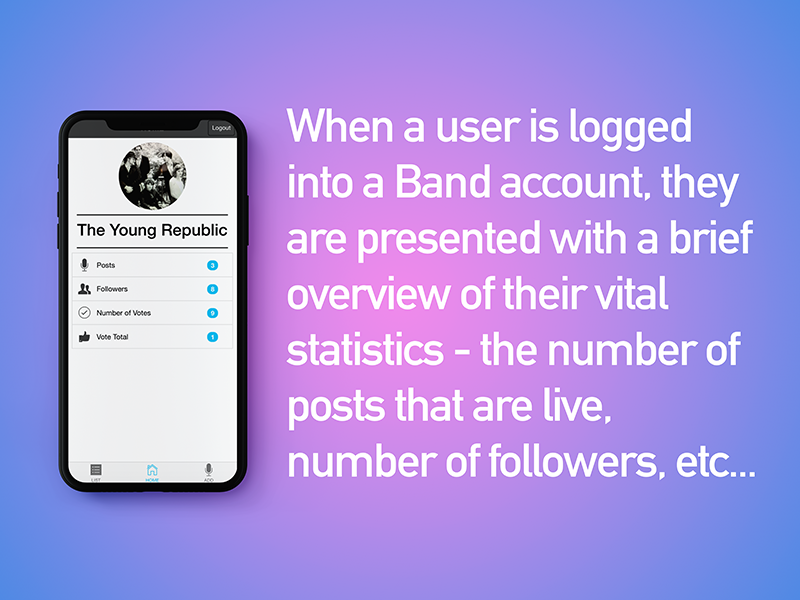 Logout
The Young Republic
Posts 3
Followers 8
Number of Votes 9
Vote Total 1
LIST HOME ADD
When a user is logged
into a Band account, they
are presented with a brief
overview of their vital
statistics - the number of
posts that are live,
number of followers, etc...